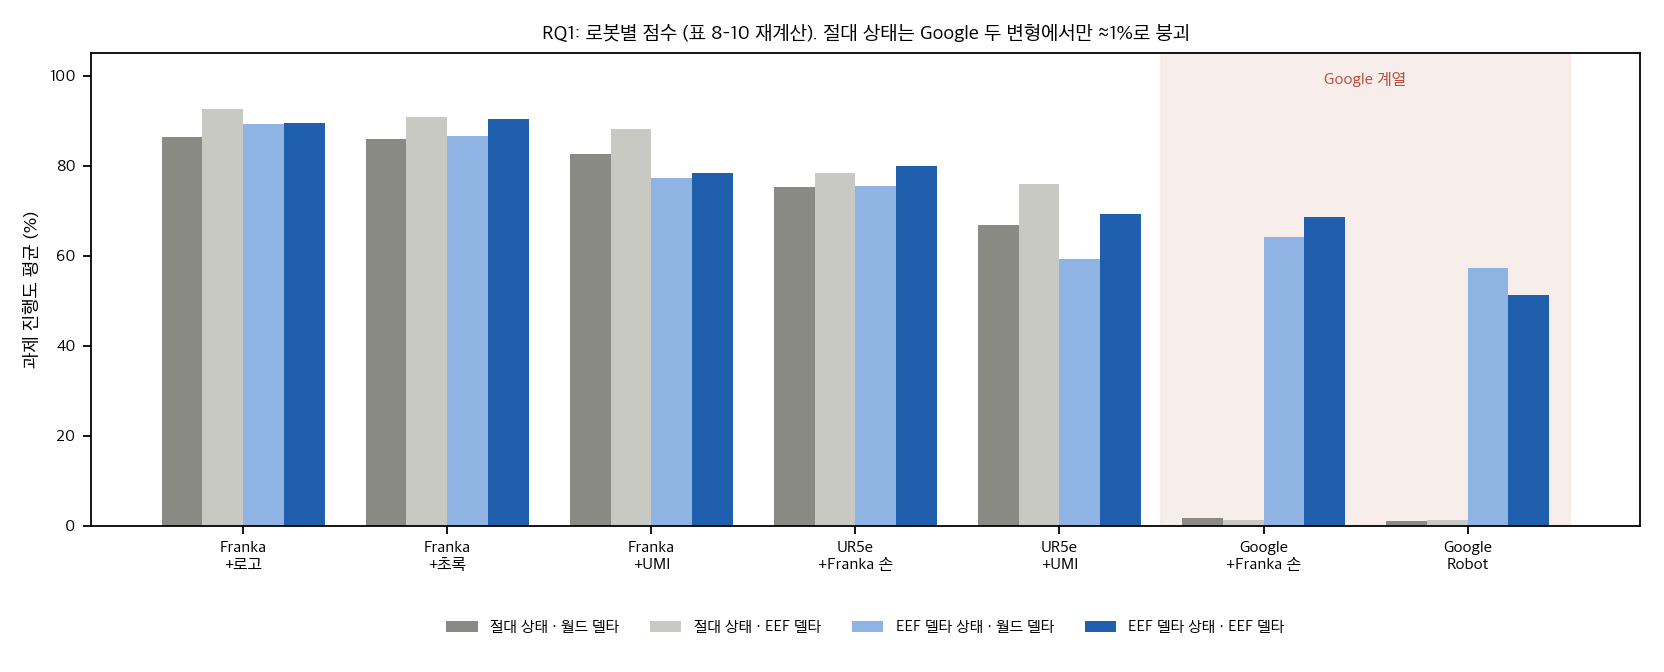 RQ1: 로봇별 점수 (표 8-10 재계산). 절대 상태는 Google 두 변형에서만 ≈1%로 붕괴
Google 계열
과제 진행도 평균 (%)
100
80
60
40
20
0
Franka
+로고
Franka
+초록
Franka
+UMI
UR5e
+Franka 손
UR5e
+UMI
Google
+Franka 손
Google
Robot
절대 상태 · 월드 델타
절대 상태 · EEF 델타
EEF 델타 상태 · 월드 델타
EEF 델타 상태 · EEF 델타